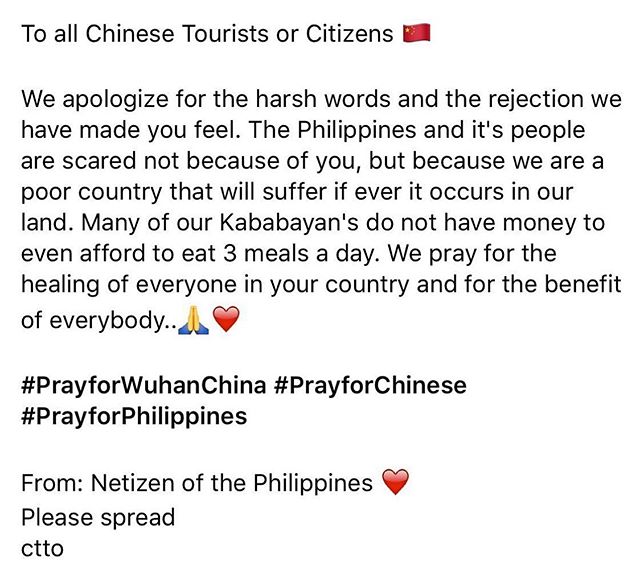 To all Chinese Tourists or Citizens 🇨🇳
We apologize for the harsh words and the rejection we
have made you feel. The Philippines and it's people
are scared not because of you, but because we are a
poor country that will suffer if ever it occurs in our
land. Many of our Kababayan's do not have money to
even afford to eat 3 meals a day. We pray for the
healing of everyone in your country and for the benefit
of everybody..🙏❤️
#PrayforWuhanChina #PrayforChinese
#PrayforPhilippines
From: Netizen of the Philippines ❤️
Please spread
ctto